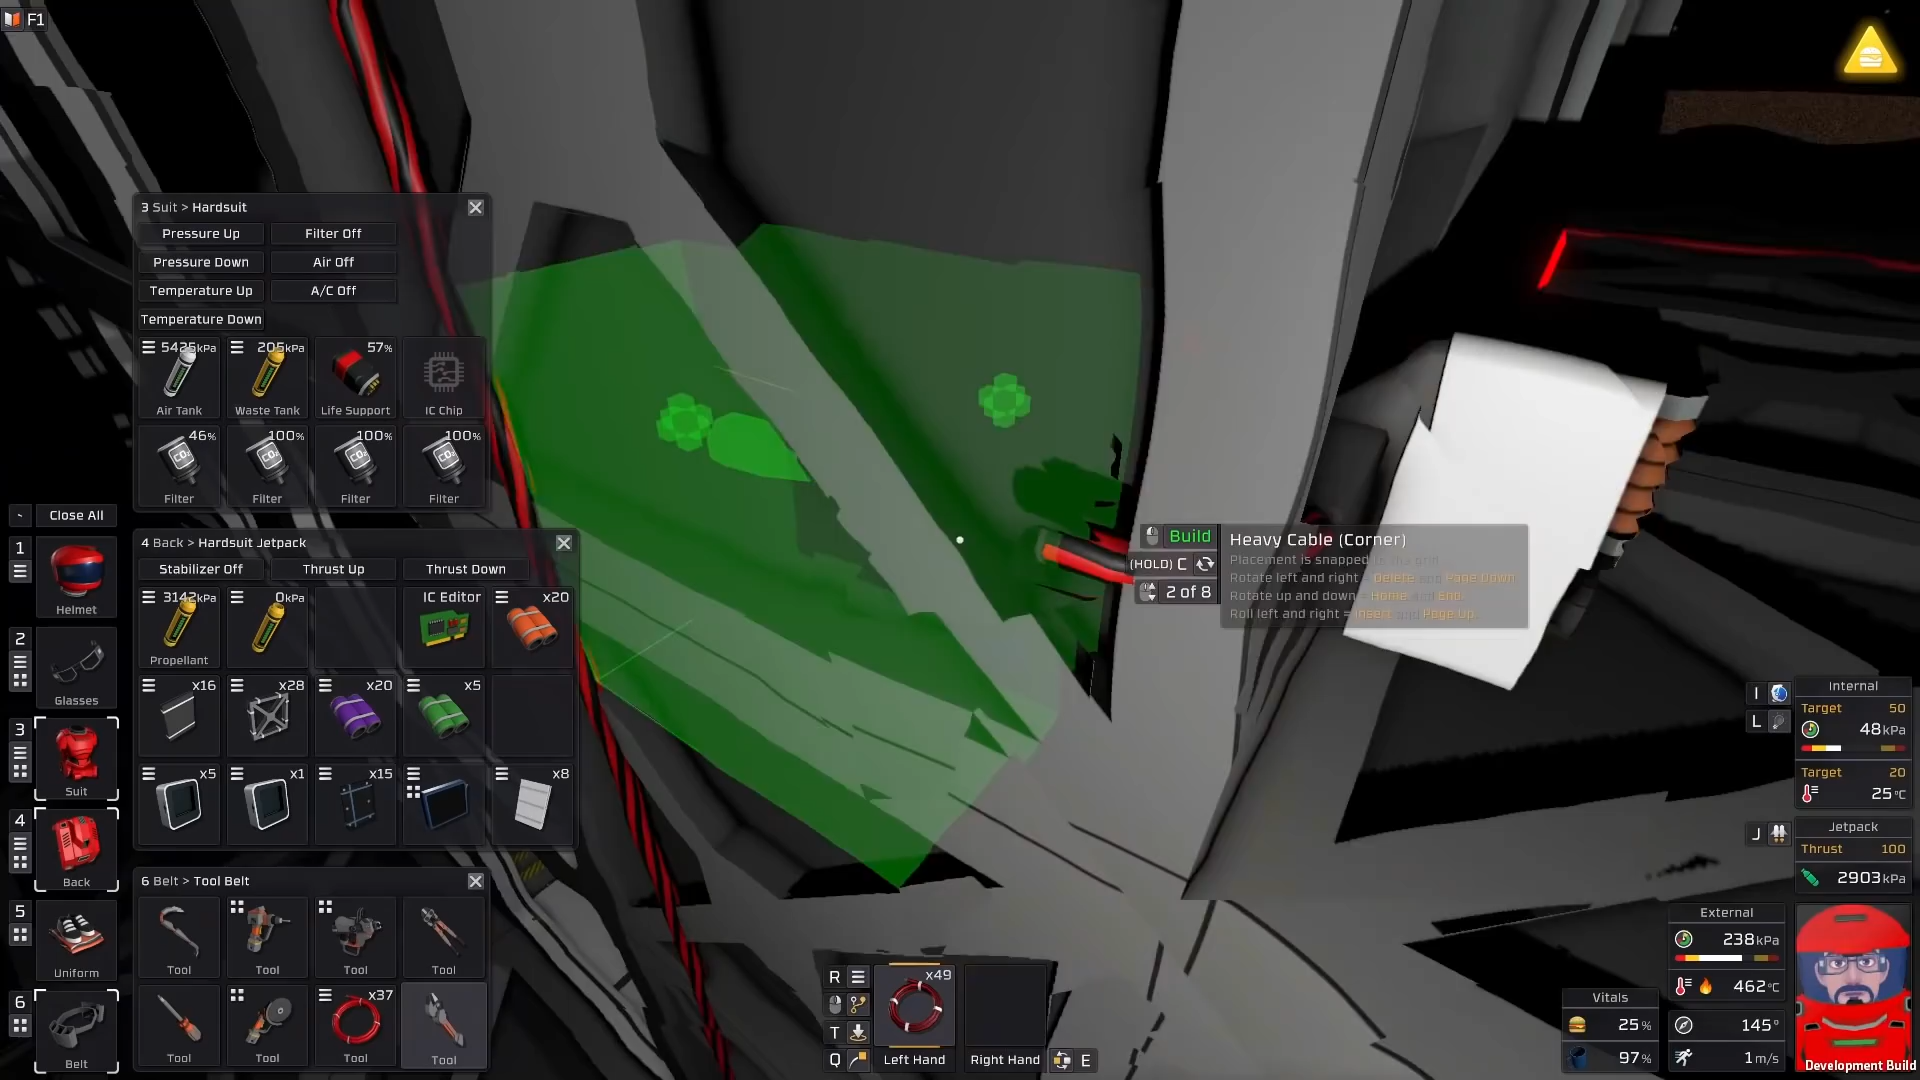 F1
3 Suit > Hardsuit
Pressure Up
Filter Off
Pressure Down
Air Off
Temperature Up
A/C Off
Temperature Down
5425kPa
205kPa
57%
Air Tank
Waste Tank
Life Support
IC Chip
46%
100%
100%
100%
Filter
Filter
Filter
Filter
~
Close All
1
Helmet
2
Glasses
3
Suit
4
Back
5
Uniform
6
Belt
4 Back > Hardsuit Jetpack
Stabilizer Off
Thrust Up
Thrust Down
3142kPa
0kPa
IC Editor
x20
Propellant
x16
x28
x20
x5
x5
x1
x15
x8
6 Belt > Tool Belt
Tool
Tool
Tool
Tool
x37
Tool
Tool
Tool
Tool
Build
(HOLD) C
2 of 8
Heavy Cable (Corner)
Placement is snapped to the grid
Rotate left and right = Delete and Page Down
Rotate up and down = Home and End
Roll left and right = Insert and Page Up
R
T
Q
x49
Left Hand
Right Hand
E
I
L
Internal
Target 50
48kPa
Target 20
25°C
J
Jetpack
Thrust 100
2903kPa
External
238kPa
462°C
145°
1m/s
Vitals
25%
97%
Development Build